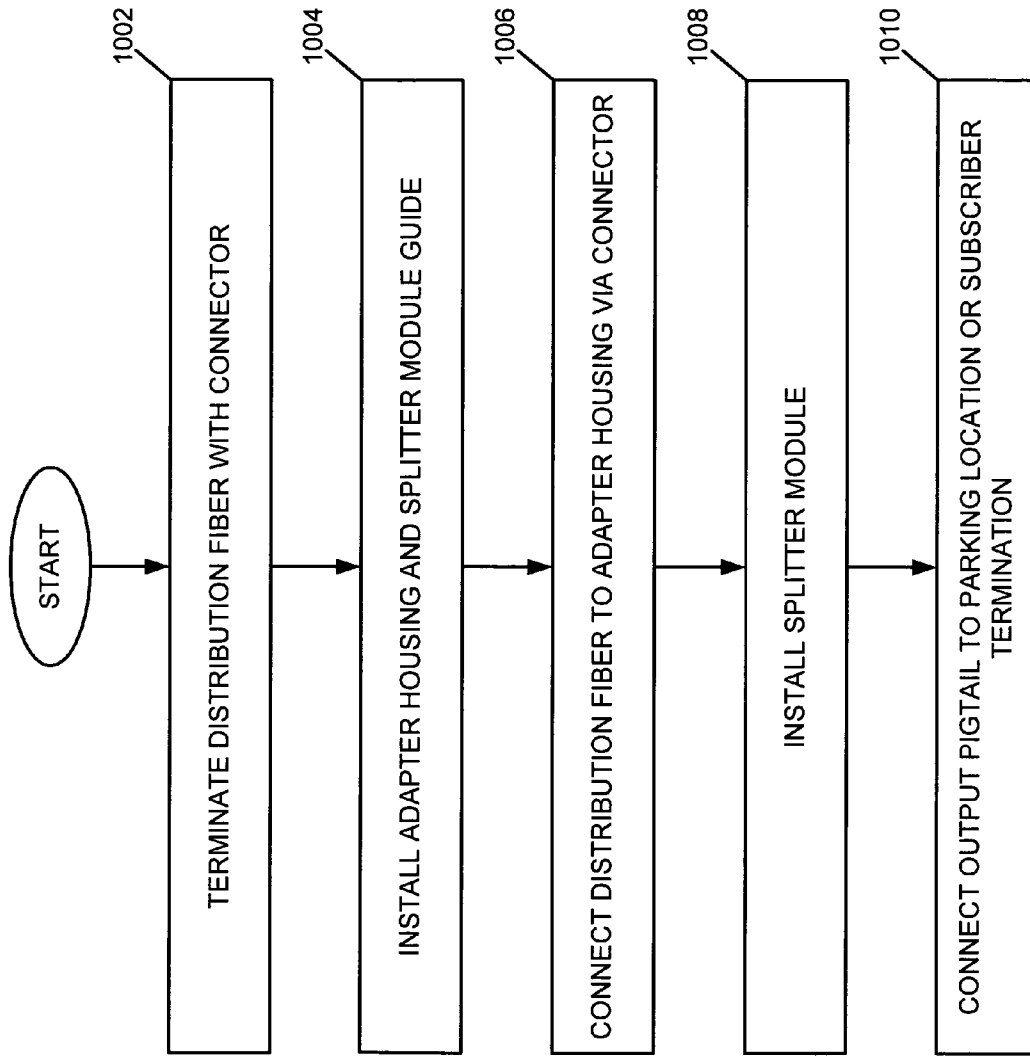 START
1002
TERMINATE DISTRIBUTION FIBER WITH CONNECTOR
1004
INSTALL ADAPTER HOUSING AND SPLITTER MODULE GUIDE
1006
CONNECT DISTRIBUTION FIBER TO ADAPTER HOUSING VIA CONNECTOR
1008
INSTALL SPLITTER MODULE
1010
CONNECT OUTPUT PIGTAIL TO PARKING LOCATION OR SUBSCRIBER
TERMINATION